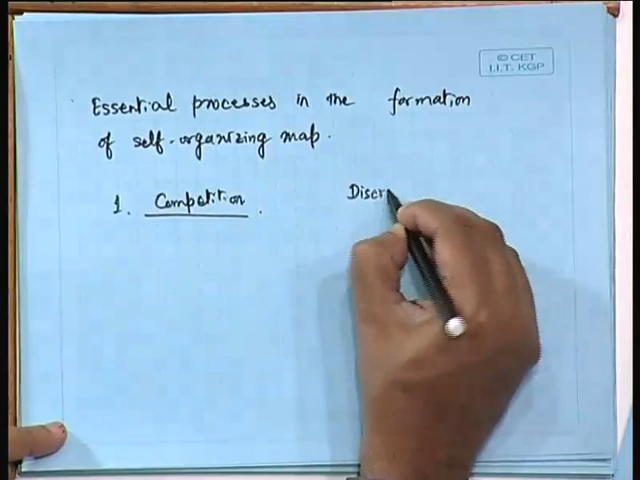 © CET
I.I.T. KGP
Essential processes in the formation
of self-organizing map.
1. Competition. Discr